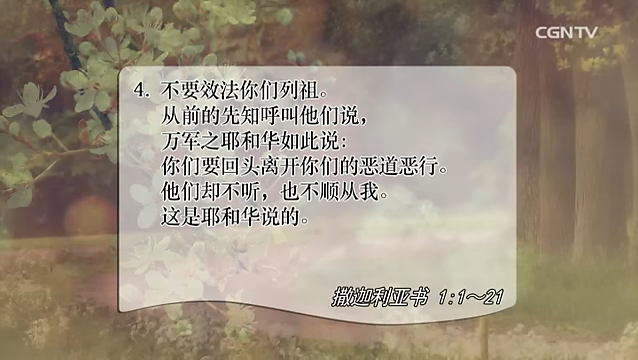 CGNTV
4. 不要效法你们列祖。
从前的先知呼叫他们说，
万军之耶和华如此说：
你们要回头离开你们的恶道恶行。
他们却不听，也不顺从我。
这是耶和华说的。
撒迦利亚书 1:1～21